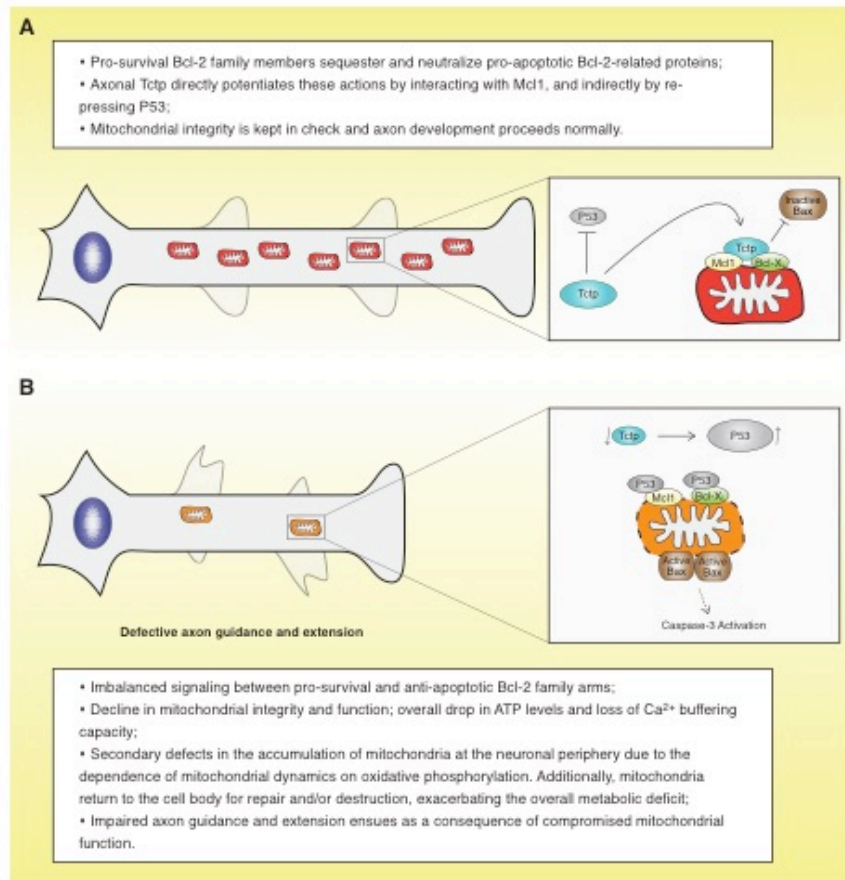 A
• Pro-survival Bcl-2 family members sequester and neutralize pro-apoptotic Bcl-2-related proteins;
• Axonal Tctp directly potentiates these actions by interacting with Mcl1, and indirectly by re-
pressing P53;
• Mitochondrial integrity is kept in check and axon development proceeds normally.
P53
Inactive
Bax
Tctp
Mcl1
Bcl-X
Tctp
B
Tctp
P53
P53
P53
Mcl1
Bcl-X
Active
Bax
Active
Bax
Caspase-3 Activation
Defective axon guidance and extension
• Imbalanced signaling between pro-survival and anti-apoptotic Bcl-2 family arms;
• Decline in mitochondrial integrity and function; overall drop in ATP levels and loss of Ca²⁺ buffering
capacity;
• Secondary defects in the accumulation of mitochondria at the neuronal periphery due to the
dependence of mitochondrial dynamics on oxidative phosphorylation. Additionally, mitochondria
return to the cell body for repair and/or destruction, exacerbating the overall metabolic deficit;
• Impaired axon guidance and extension ensues as a consequence of compromised mitochondrial
function.